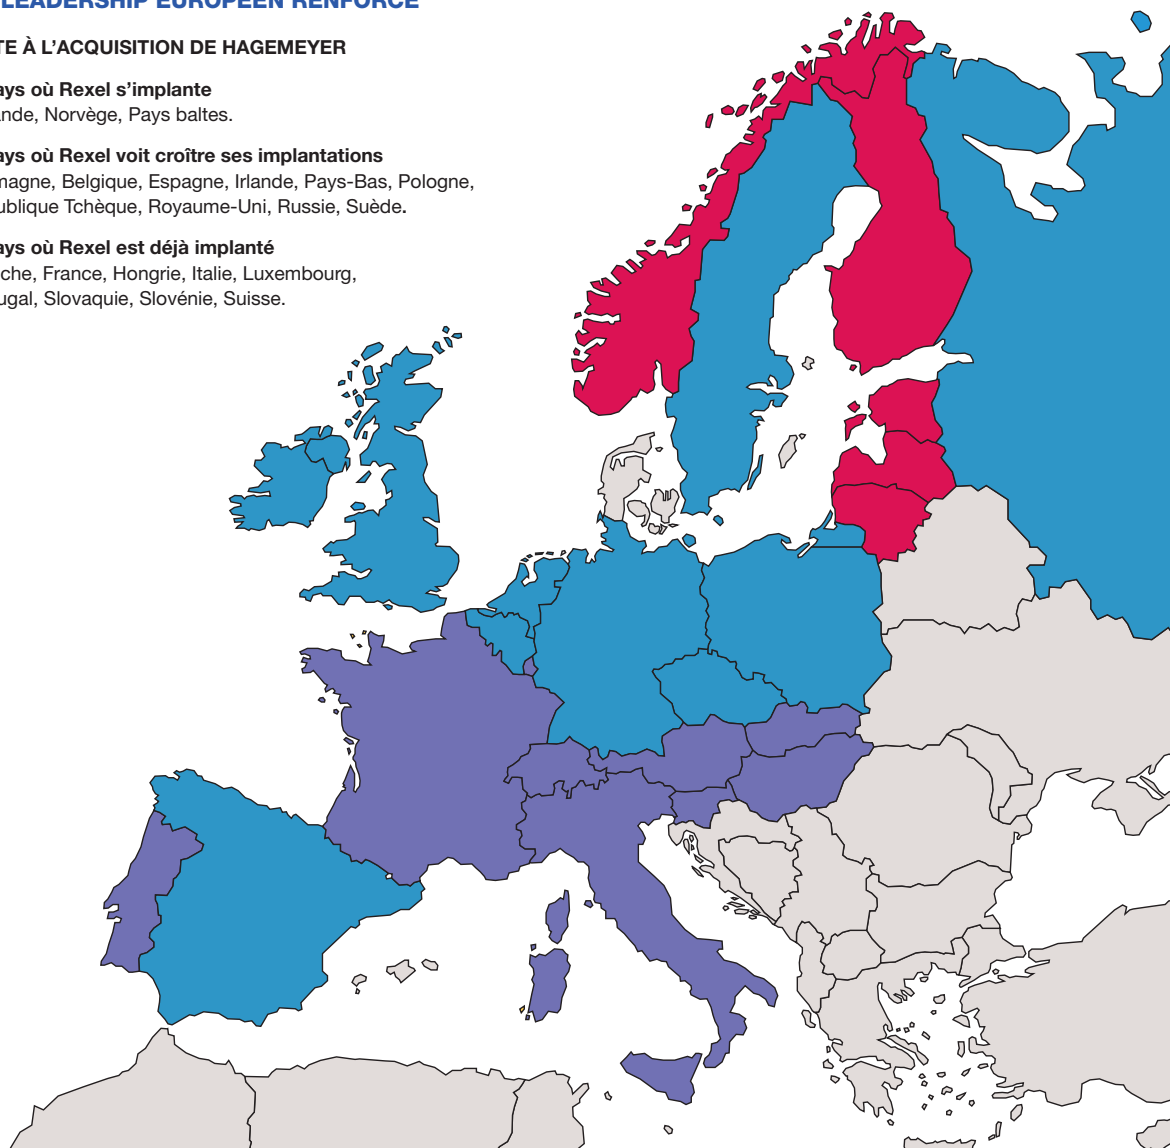 LEADERSHIP EUROPÉEN RENFORCÉ
TE À L’ACQUISITION DE HAGEMEYER
ays où Rexel s’implante
ande, Norvège, Pays baltes.
ays où Rexel voit croître ses implantations
magne, Belgique, Espagne, Irlande, Pays-Bas, Pologne,
ublique Tchèque, Royaume-Uni, Russie, Suède.
ays où Rexel est déjà implanté
che, France, Hongrie, Italie, Luxembourg,
ugal, Slovaquie, Slovénie, Suisse.